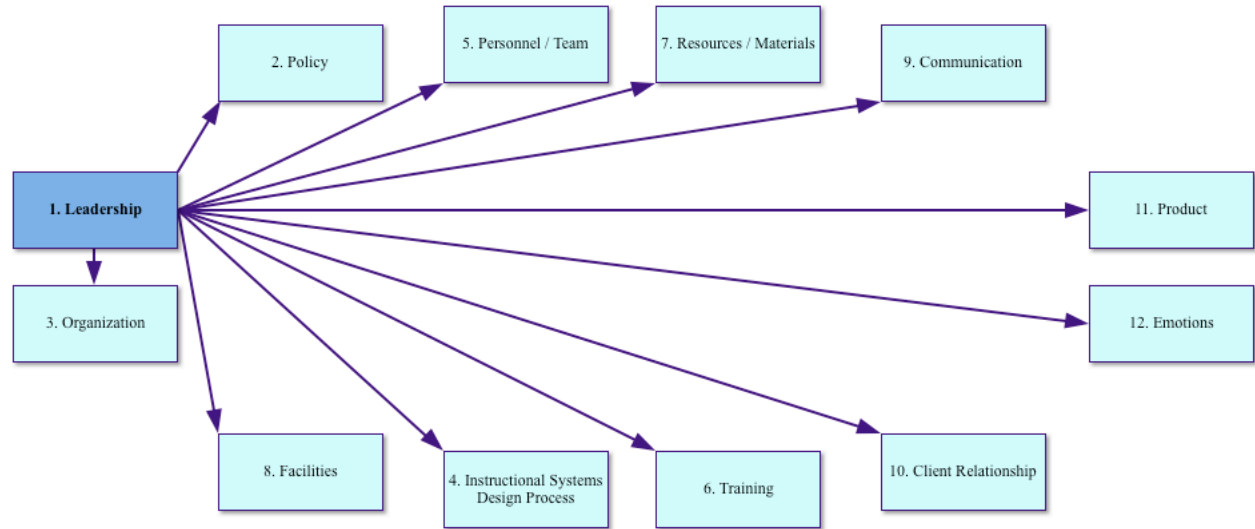 5. Personnel / Team
7. Resources / Materials
2. Policy
9. Communication
1. Leadership
11. Product
3. Organization
12. Emotions
8. Facilities
4. Instructional Systems
Design Process
6. Training
10. Client Relationship